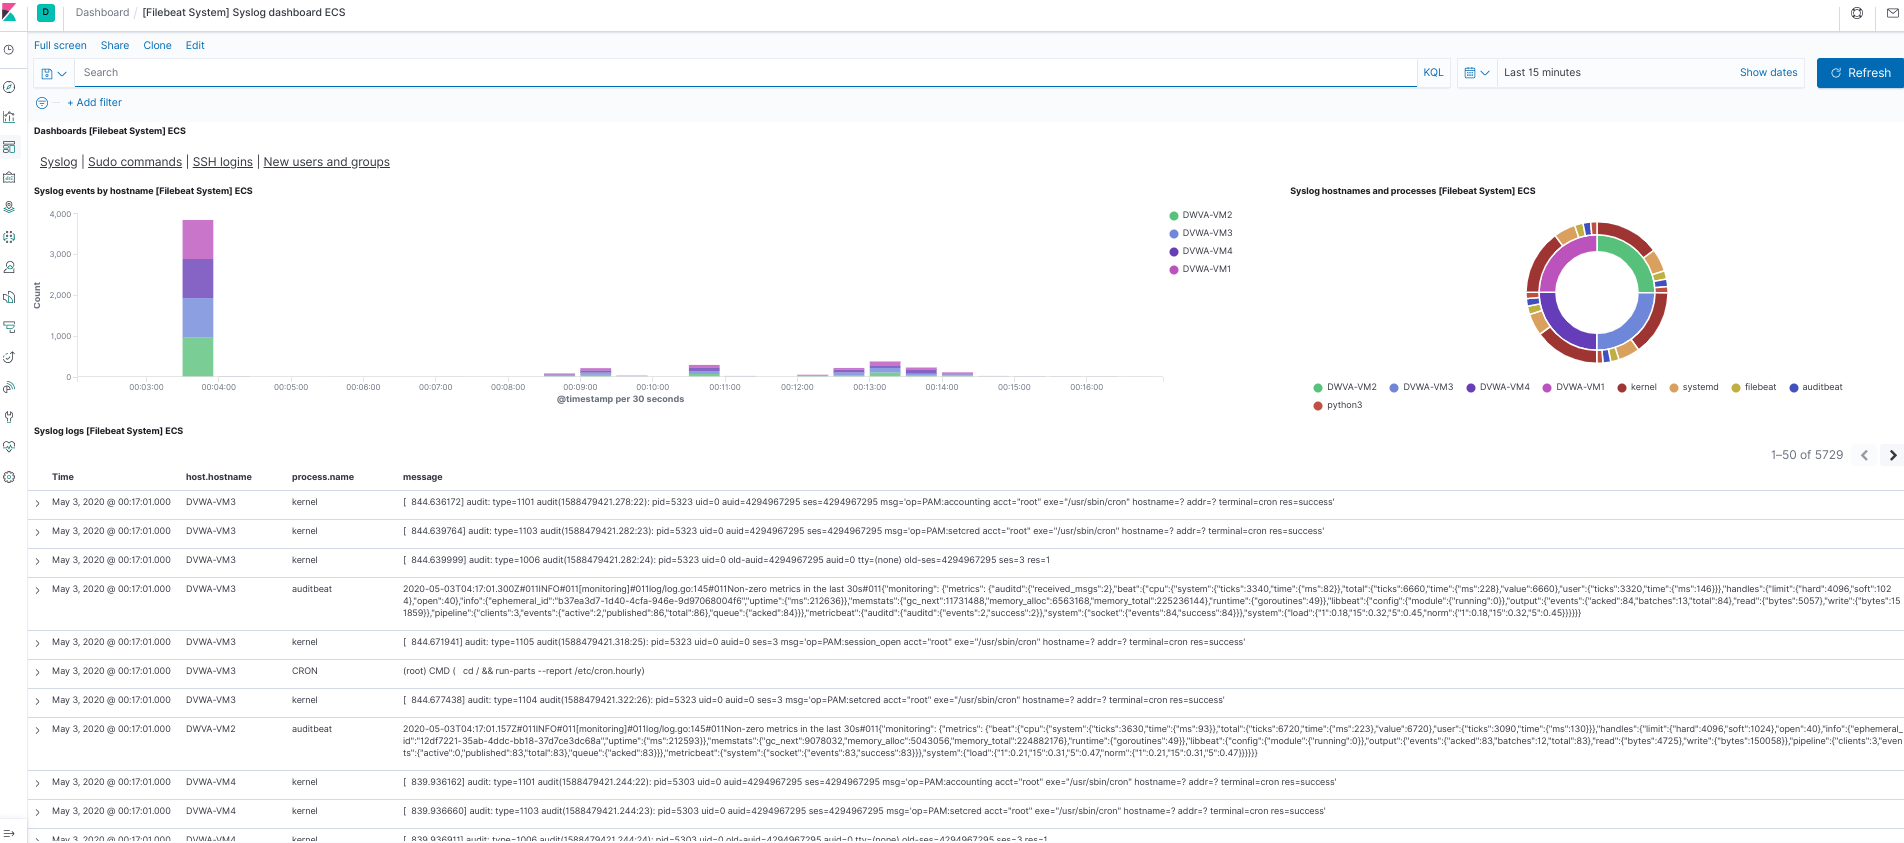 D Dashboard / [Filebeat System] Syslog dashboard ECS
Full screen Share Clone Edit
Search KQL Last 15 minutes Show dates Refresh
+ Add filter
Dashboards [Filebeat System] ECS
Syslog | Sudo commands | SSH logins | New users and groups
Syslog events by hostname [Filebeat System] ECS
4,000
3,000
2,000
1,000
0
Count
00:03:00 00:04:00 00:05:00 00:06:00 00:07:00 00:08:00 00:09:00 00:10:00 00:11:00 00:12:00 00:13:00 00:14:00 00:15:00 00:16:00
@timestamp per 30 seconds
DWVA-VM2
DVWA-VM3
DVWA-VM4
DVWA-VM1
Syslog hostnames and processes [Filebeat System] ECS
DWVA-VM2 DVWA-VM3 DVWA-VM4 DVWA-VM1 kernel systemd filebeat auditbeat
python3
Syslog logs [Filebeat System] ECS
1–50 of 5729
Time host.hostname process.name message
May 3, 2020 @ 00:17:01.000 DVWA-VM3 kernel [ 844.636172] audit: type=1101 audit(1588479421.278:22): pid=5323 uid=0 auid=4294967295 ses=4294967295 msg='op=PAM:accounting acct="root" exe="/usr/sbin/cron" hostname=? addr=? terminal=cron res=success'
May 3, 2020 @ 00:17:01.000 DVWA-VM3 kernel [ 844.639764] audit: type=1103 audit(1588479421.282:23): pid=5323 uid=0 auid=4294967295 ses=4294967295 msg='op=PAM:setcred acct="root" exe="/usr/sbin/cron" hostname=? addr=? terminal=cron res=success'
May 3, 2020 @ 00:17:01.000 DVWA-VM3 kernel [ 844.639999] audit: type=1006 audit(1588479421.282:24): pid=5323 uid=0 old-auid=4294967295 auid=0 tty=(none) old-ses=4294967295 ses=3 res=1
May 3, 2020 @ 00:17:01.000 DVWA-VM3 auditbeat 2020-05-03T04:17:01.300Z#011INFO#011[monitoring]#011log/log.go:145#011Non-zero metrics in the last 30s#011{"monitoring": {"metrics": {"auditd":{"received_msgs":2},"beat":{"cpu":{"system":{"ticks":3340,"time":{"ms":82}},"total":{"ticks":6660,"time":{"ms":228},"value":6660},"user":{"ticks":3320,"time":{"ms":146}}},"handles":{"limit":{"hard":4096,"soft":102
4},"open":40},"info":{"ephemeral_id":"b37ea3d7-1d40-4cfa-946e-9d97068004f6","uptime":{"ms":212636}},"memstats":{"gc_next":11731488,"memory_alloc":6563168,"memory_total":225236144},"runtime":{"goroutines":49}},"libbeat":{"config":{"module":{"running":0}},"output":{"events":{"acked":84,"batches":13,"total":84},"read":{"bytes":5057},"write":{"bytes":15
1859}},"pipeline":{"clients":3,"events":{"active":2,"published":86,"total":86},"queue":{"acked":84}}},"metricbeat":{"auditd":{"auditd":{"events":2,"success":2}},"system":{"socket":{"events":84,"success":84}}},"system":{"load":{"1":0.21,"15":0.31,"5":0.47,"norm":{"1":0.18,"15":0.32,"5":0.45}}}}}}
May 3, 2020 @ 00:17:01.000 DVWA-VM3 kernel [ 844.671941] audit: type=1105 audit(1588479421.318:25): pid=5323 uid=0 auid=0 ses=3 msg='op=PAM:session_open acct="root" exe="/usr/sbin/cron" hostname=? addr=? terminal=cron res=success'
May 3, 2020 @ 00:17:01.000 DVWA-VM3 CRON (root) CMD ( cd / && run-parts --report /etc/cron.hourly)
May 3, 2020 @ 00:17:01.000 DVWA-VM3 kernel [ 844.677438] audit: type=1104 audit(1588479421.322:26): pid=5323 uid=0 auid=0 ses=3 msg='op=PAM:setcred acct="root" exe="/usr/sbin/cron" hostname=? addr=? terminal=cron res=success'
May 3, 2020 @ 00:17:01.000 DWVA-VM2 auditbeat 2020-05-03T04:17:01.157Z#011INFO#011[monitoring]#011log/log.go:145#011Non-zero metrics in the last 30s#011{"monitoring": {"metrics": {"beat":{"cpu":{"system":{"ticks":3630,"time":{"ms":93}},"total":{"ticks":6720,"time":{"ms":223},"value":6720},"user":{"ticks":3090,"time":{"ms":130}}},"handles":{"limit":{"hard":4096,"soft":1024},"open":40},"info":{"ephemeral_
id":"12df7221-35ab-4ddc-bb18-37d7ce3dc68a","uptime":{"ms":212593}},"memstats":{"gc_next":9078032,"memory_alloc":5043056,"memory_total":224882176},"runtime":{"goroutines":49}},"libbeat":{"config":{"module":{"running":0}},"output":{"events":{"acked":83,"batches":12,"total":83},"read":{"bytes":4725},"write":{"bytes":150058}},"pipeline":{"clients":3,"even
ts":{"active":0,"published":83,"total":83},"queue":{"acked":83}}},"metricbeat":{"system":{"socket":{"events":83,"success":83}}},"system":{"load":{"1":0.21,"15":0.31,"5":0.47,"norm":{"1":0.21,"15":0.31,"5":0.47}}}}}}
May 3, 2020 @ 00:17:01.000 DVWA-VM4 kernel [ 839.936162] audit: type=1101 audit(1588479421.244:22): pid=5303 uid=0 auid=4294967295 ses=4294967295 msg='op=PAM:accounting acct="root" exe="/usr/sbin/cron" hostname=? addr=? terminal=cron res=success'
May 3, 2020 @ 00:17:01.000 DVWA-VM4 kernel [ 839.936660] audit: type=1103 audit(1588479421.244:23): pid=5303 uid=0 auid=4294967295 ses=4294967295 msg='op=PAM:setcred acct="root" exe="/usr/sbin/cron" hostname=? addr=? terminal=cron res=success'
May 3, 2020 @ 00:17:01.000 DVWA-VM4 kernel [ 839.936911] audit: type=1006 audit(1588479421.244:24): pid=5303 uid=0 old-auid=4294967295 auid=0 tty=(none) old-ses=4294967295 ses=3 res=1